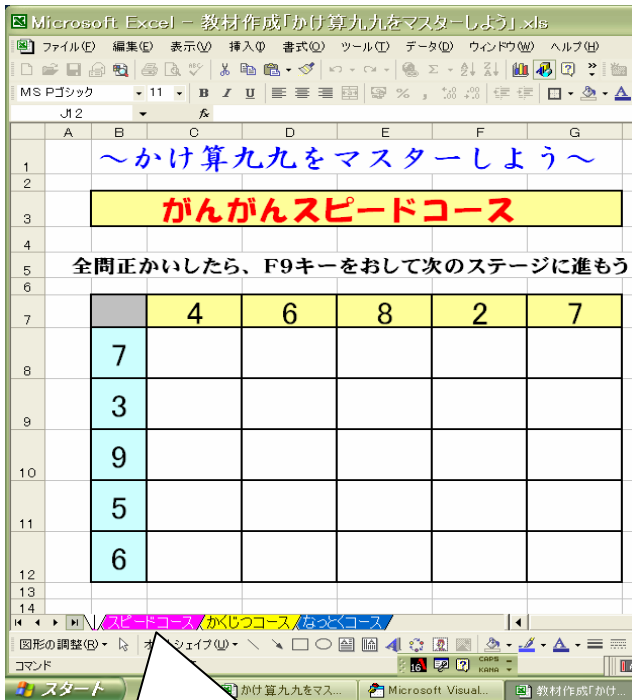 Microsoft Excel - 教材作成「かけ算九九をマスターしよう」.xls
ファイル(F) 編集(E) 表示(V) 挿入(I) 書式(O) ツール(T) データ(D) ウィンドウ(W) ヘルプ(H)
MS Pゴシック 11 B I U
J12 fx
A B C D E F G
1 ～かけ算九九をマスターしよう～
2
3 がんがんスピードコース
4
5 全問正かいしたら、F9キーをおして次のステージに進もう
6
7 4 6 8 2 7
8 7
9 3
10 9
11 5
12 6
13
14
スピードコース かくじつコース なっとくコース
図形の調整(R) オートシェイプ(U)
コマンド 16 CAPS KANA
スタート かけ算九九をマス... Microsoft Visual... 教材作成「かけ...